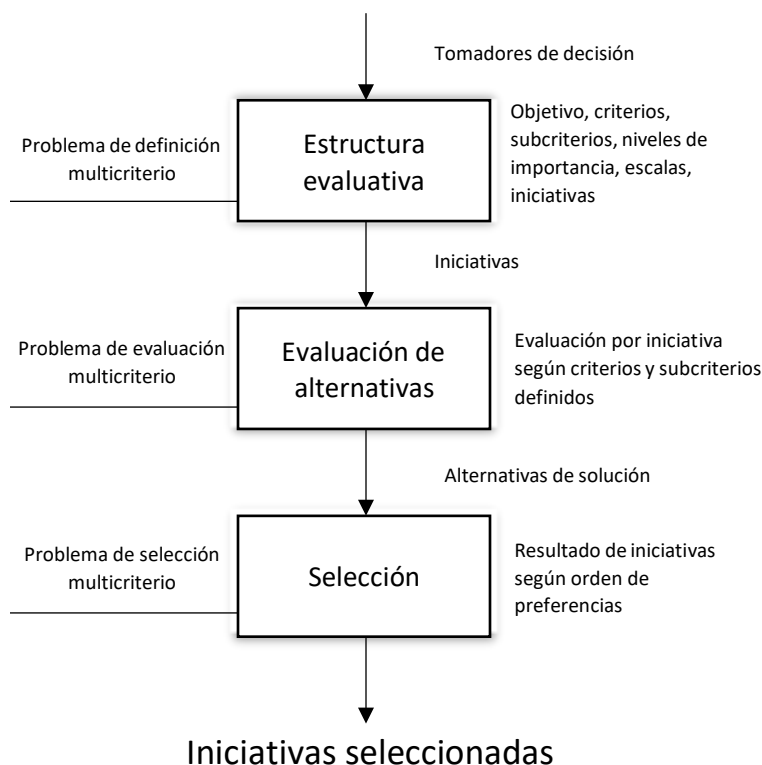 Tomadores de decisión
Problema de definición
multicriterio
Estructura
evaluativa
Objetivo, criterios,
subcriterios, niveles de
importancia, escalas,
iniciativas
Iniciativas
Problema de evaluación
multicriterio
Evaluación de
alternativas
Evaluación por iniciativa
según criterios y subcriterios
definidos
Alternativas de solución
Problema de selección
multicriterio
Selección
Resultado de iniciativas
según orden de
preferencias
Iniciativas seleccionadas